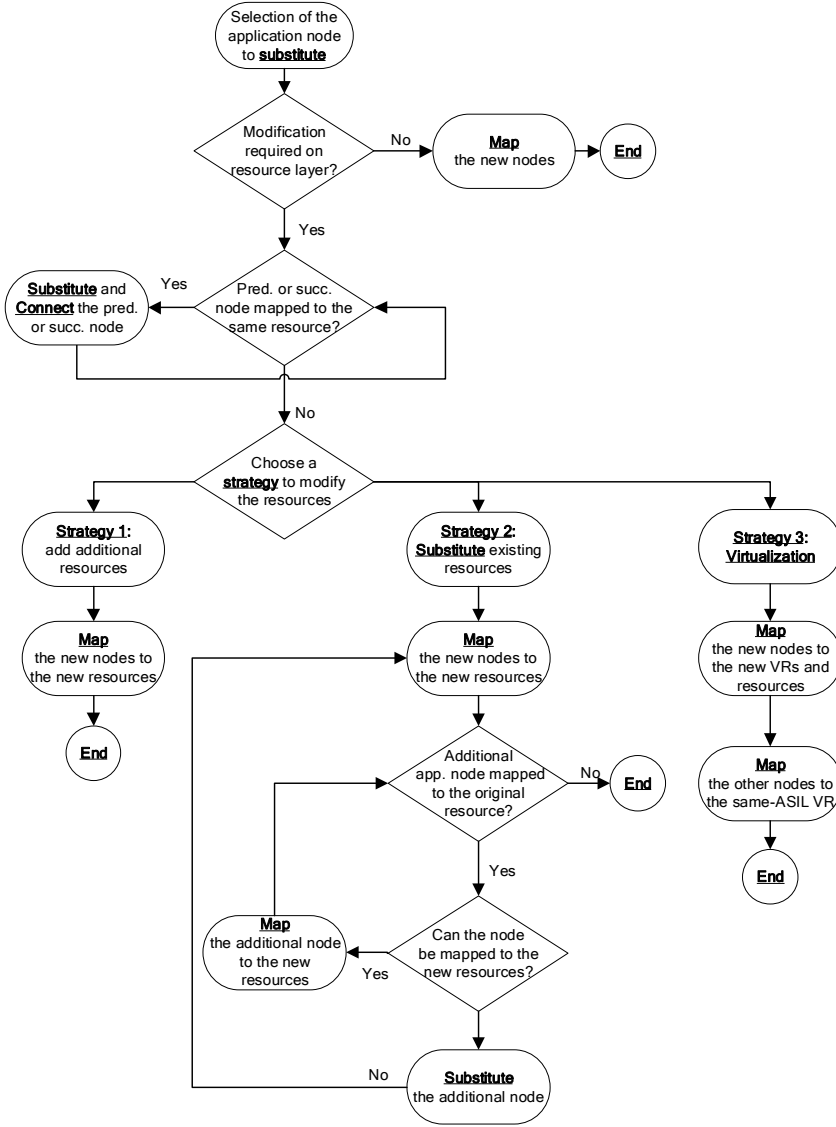 Selection of the
application node
to substitute
Modification
required on
resource layer?
No
Map
the new nodes
End
Yes
Pred. or succ.
node mapped to the
same resource?
Yes
Substitute and
Connect the pred.
or succ. node
No
Choose a
strategy to modify
the resources
Strategy 1:
add additional
resources
Strategy 2:
Substitute existing
resources
Strategy 3:
Virtualization
Map
the new nodes to
the new resources
Map
the new nodes to
the new resources
Map
the new nodes to
the new VRs and
resources
End
Additional
app. node mapped
to the original
resource?
No
End
Map
the other nodes to
the same-ASIL VR
End
Yes
Can the node
be mapped to the
new resources?
Yes
Map
the additional node
to the new
resources
No
Substitute
the additional node